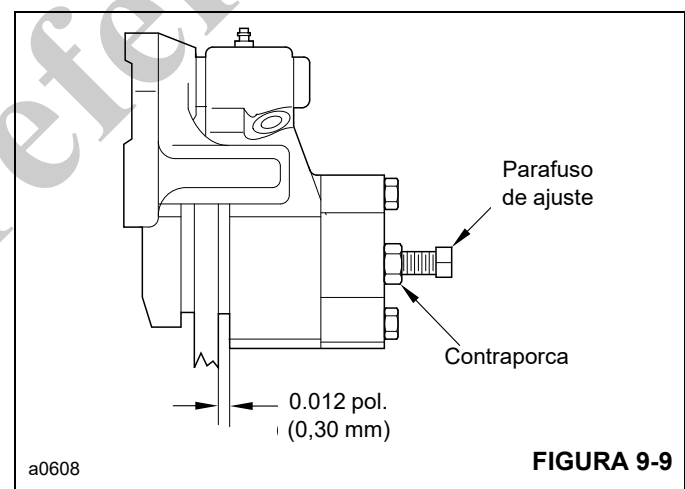 Parafuso
de ajuste
Contraporca
0.012 pol.
(0,30 mm)
a0608
FIGURA 9-9